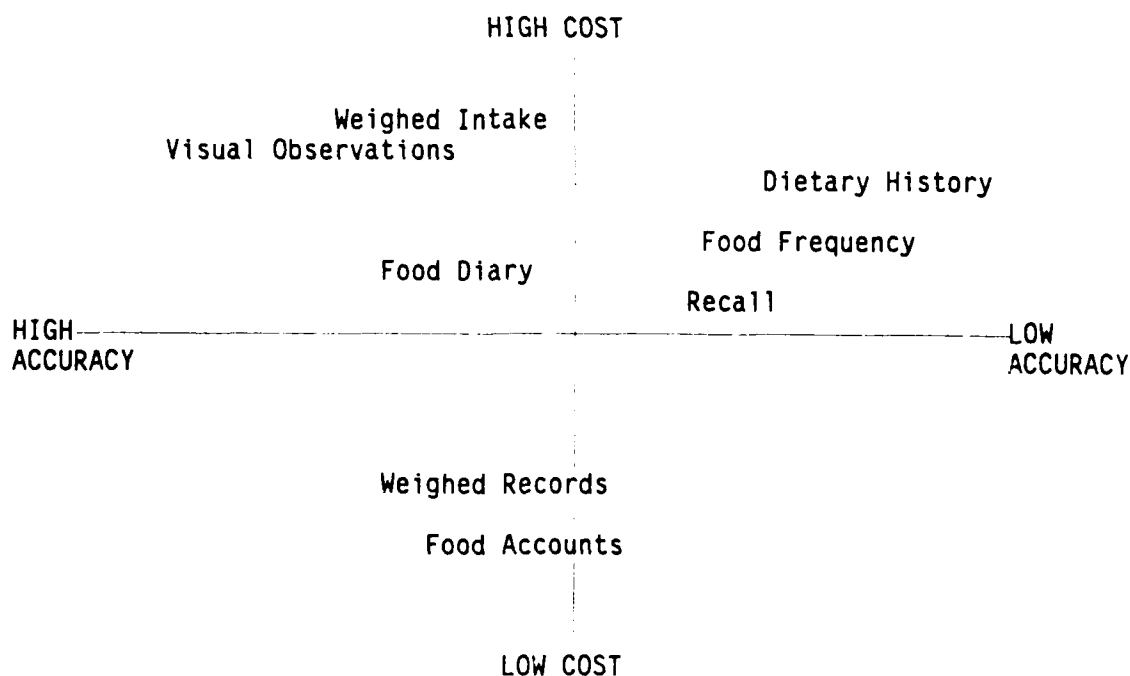 HIGH COST
Weighed Intake
Visual Observations
Dietary History
Food Frequency
Food Diary
Recall
HIGH
ACCURACY
LOW
ACCURACY
Weighed Records
Food Accounts
LOW COST